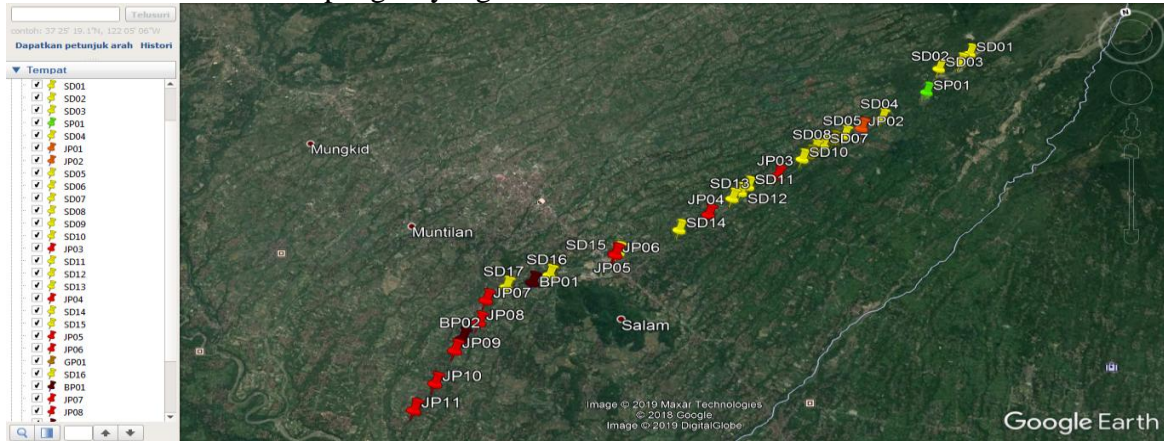 Telusuri
contoh: 37 25' 19.1"N, 122 05' 06"W
Dapatkan petunjuk arah Histori
▼ Tempat
SD01
SD02
SD03
SP01
SD04
JP01
JP02
SD05
SD06
SD07
SD08
SD09
SD10
JP03
SD11
SD12
SD13
JP04
SD14
SD15
JP05
JP06
GP01
SD16
BP01
JP07
JP08
N
SD01
SD02
SD03
SP01
SD04
SD05
JP02
SD08
SD07
SD10
Mungkid
JP03
SD13
SD11
JP04
SD12
SD14
Muntilan
SD15
JP06
JP05
SD16
SD17
BP01
JP07
BP02
JP08
Salam
JP09
JP10
JP11
Image © 2019 Maxar Technologies
© 2018 Google
Image © 2019 DigitalGlobe
Google Earth